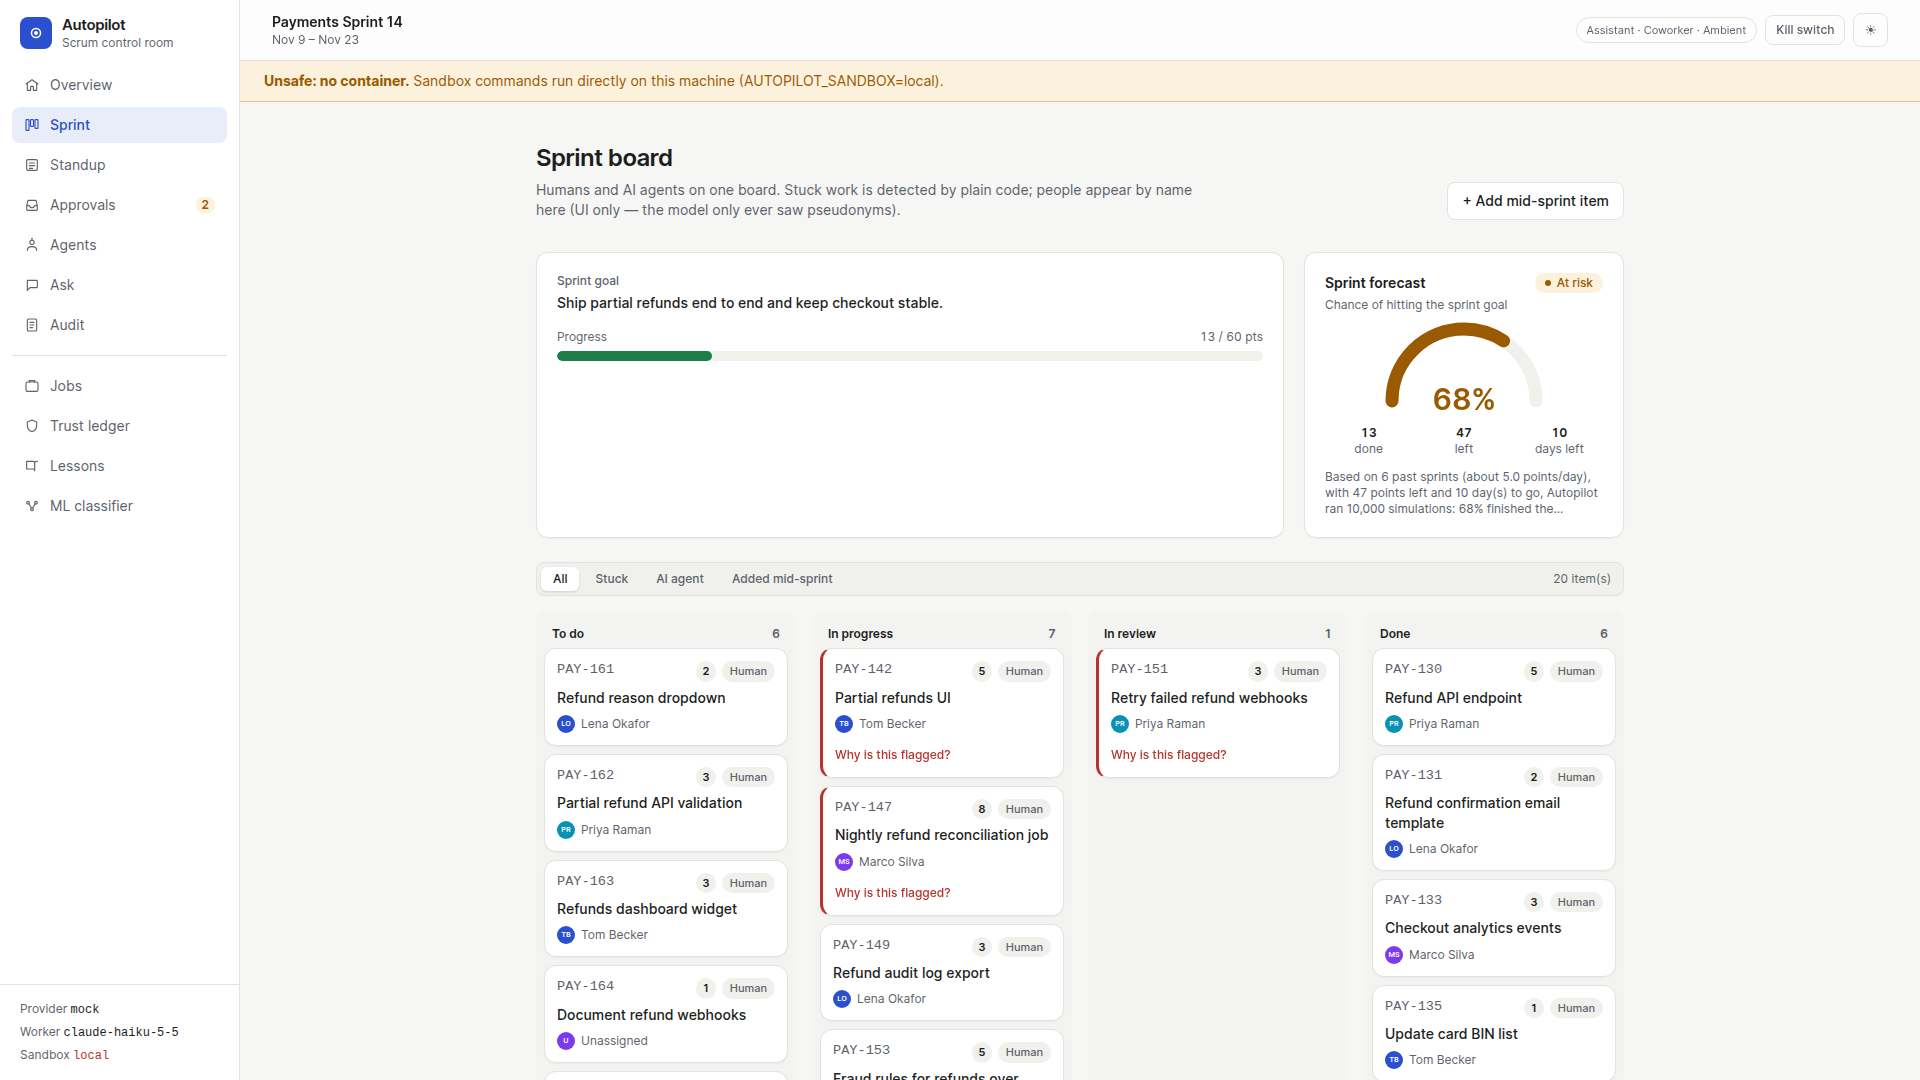 Autopilot
Scrum control room
Overview
Sprint
Standup
Approvals 2
Agents
Ask
Audit
Jobs
Trust ledger
Lessons
ML classifier
Provider mock
Worker claude-haiku-5-5
Sandbox local
Payments Sprint 14
Nov 9 – Nov 23
Assistant · Coworker · Ambient
Kill switch
Unsafe: no container. Sandbox commands run directly on this machine (AUTOPILOT_SANDBOX=local).
Sprint board
Humans and AI agents on one board. Stuck work is detected by plain code; people appear by name
here (UI only — the model only ever saw pseudonyms).
+ Add mid-sprint item
Sprint goal
Ship partial refunds end to end and keep checkout stable.
Progress 13 / 60 pts
Sprint forecast
At risk
Chance of hitting the sprint goal
68%
13 47 10
done left days left
Based on 6 past sprints (about 5.0 points/day),
with 47 points left and 10 day(s) to go, Autopilot
ran 10,000 simulations: 68% finished the...
All Stuck AI agent Added mid-sprint 20 item(s)
To do 6
PAY-161 2 Human
Refund reason dropdown
LO Lena Okafor
PAY-162 3 Human
Partial refund API validation
PR Priya Raman
PAY-163 3 Human
Refunds dashboard widget
TB Tom Becker
PAY-164 1 Human
Document refund webhooks
U Unassigned
In progress 7
PAY-142 5 Human
Partial refunds UI
TB Tom Becker
Why is this flagged?
PAY-147 8 Human
Nightly refund reconciliation job
MS Marco Silva
Why is this flagged?
PAY-149 3 Human
Refund audit log export
LO Lena Okafor
PAY-153 5 Human
Fraud rules for refunds over
In review 1
PAY-151 3 Human
Retry failed refund webhooks
PR Priya Raman
Why is this flagged?
Done 6
PAY-130 5 Human
Refund API endpoint
PR Priya Raman
PAY-131 2 Human
Refund confirmation email
template
LO Lena Okafor
PAY-133 3 Human
Checkout analytics events
MS Marco Silva
PAY-135 1 Human
Update card BIN list
TB Tom Becker